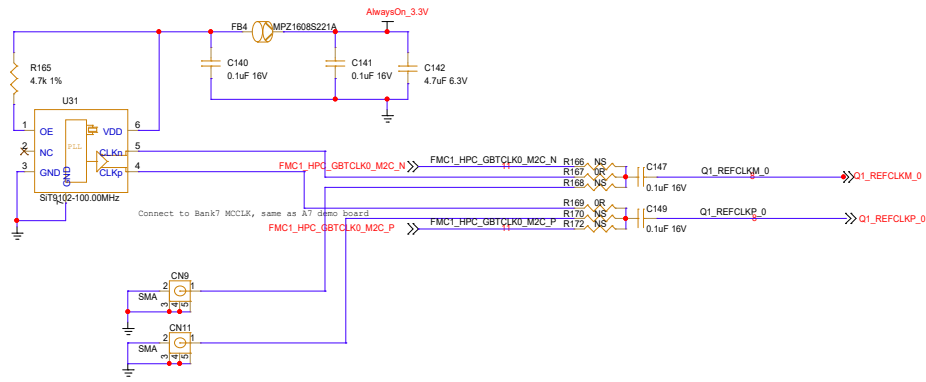 AlwaysOn_3.3V
FB4 MPZ1608S221A
R165
4.7k 1%
C140
0.1uF 16V
C141
0.1uF 16V
C142
4.7uF 6.3V
U31
1 OE VDD 6
PLL
2 NC CLKn 5
3 GND CLKp 4
GND
7
SiT9102-100.00MHz
Connect to Bank7 MCCLK, same as A7 demo board
FMC1_HPC_GBTCLK0_M2C_N
FMC1_HPC_GBTCLK0_M2C_N
R166 NS
R167 0R
R168 NS
C147
0.1uF 16V
Q1_REFCLKM_0
Q1_REFCLKM_0
FMC1_HPC_GBTCLK0_M2C_P
FMC1_HPC_GBTCLK0_M2C_P
R169 0R
R170 NS
R172 NS
C149
0.1uF 16V
Q1_REFCLKP_0
Q1_REFCLKP_0
CN9
2 1
SMA
3 4 5
CN11
2 1
SMA
3 4 5